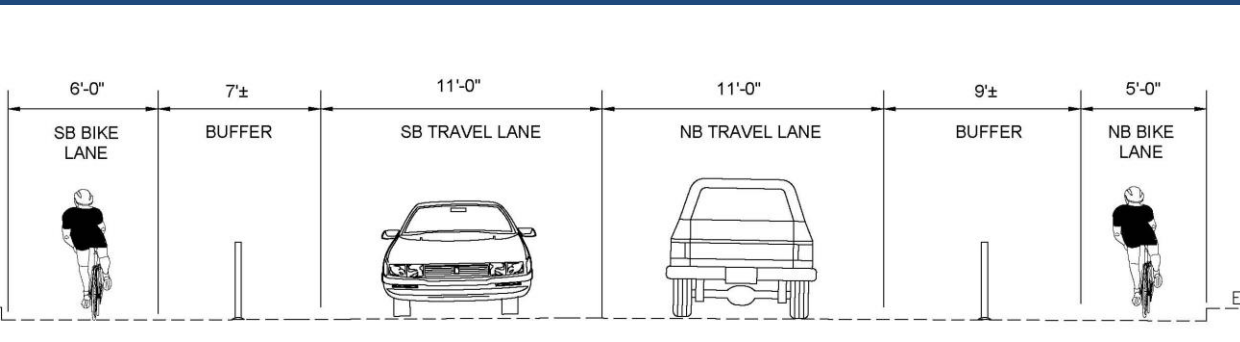 6'-0" 7'± 11'-0" 11'-0" 9'± 5'-0"
SB BIKE BUFFER SB TRAVEL LANE NB TRAVEL LANE BUFFER NB BIKE
LANE LANE
E